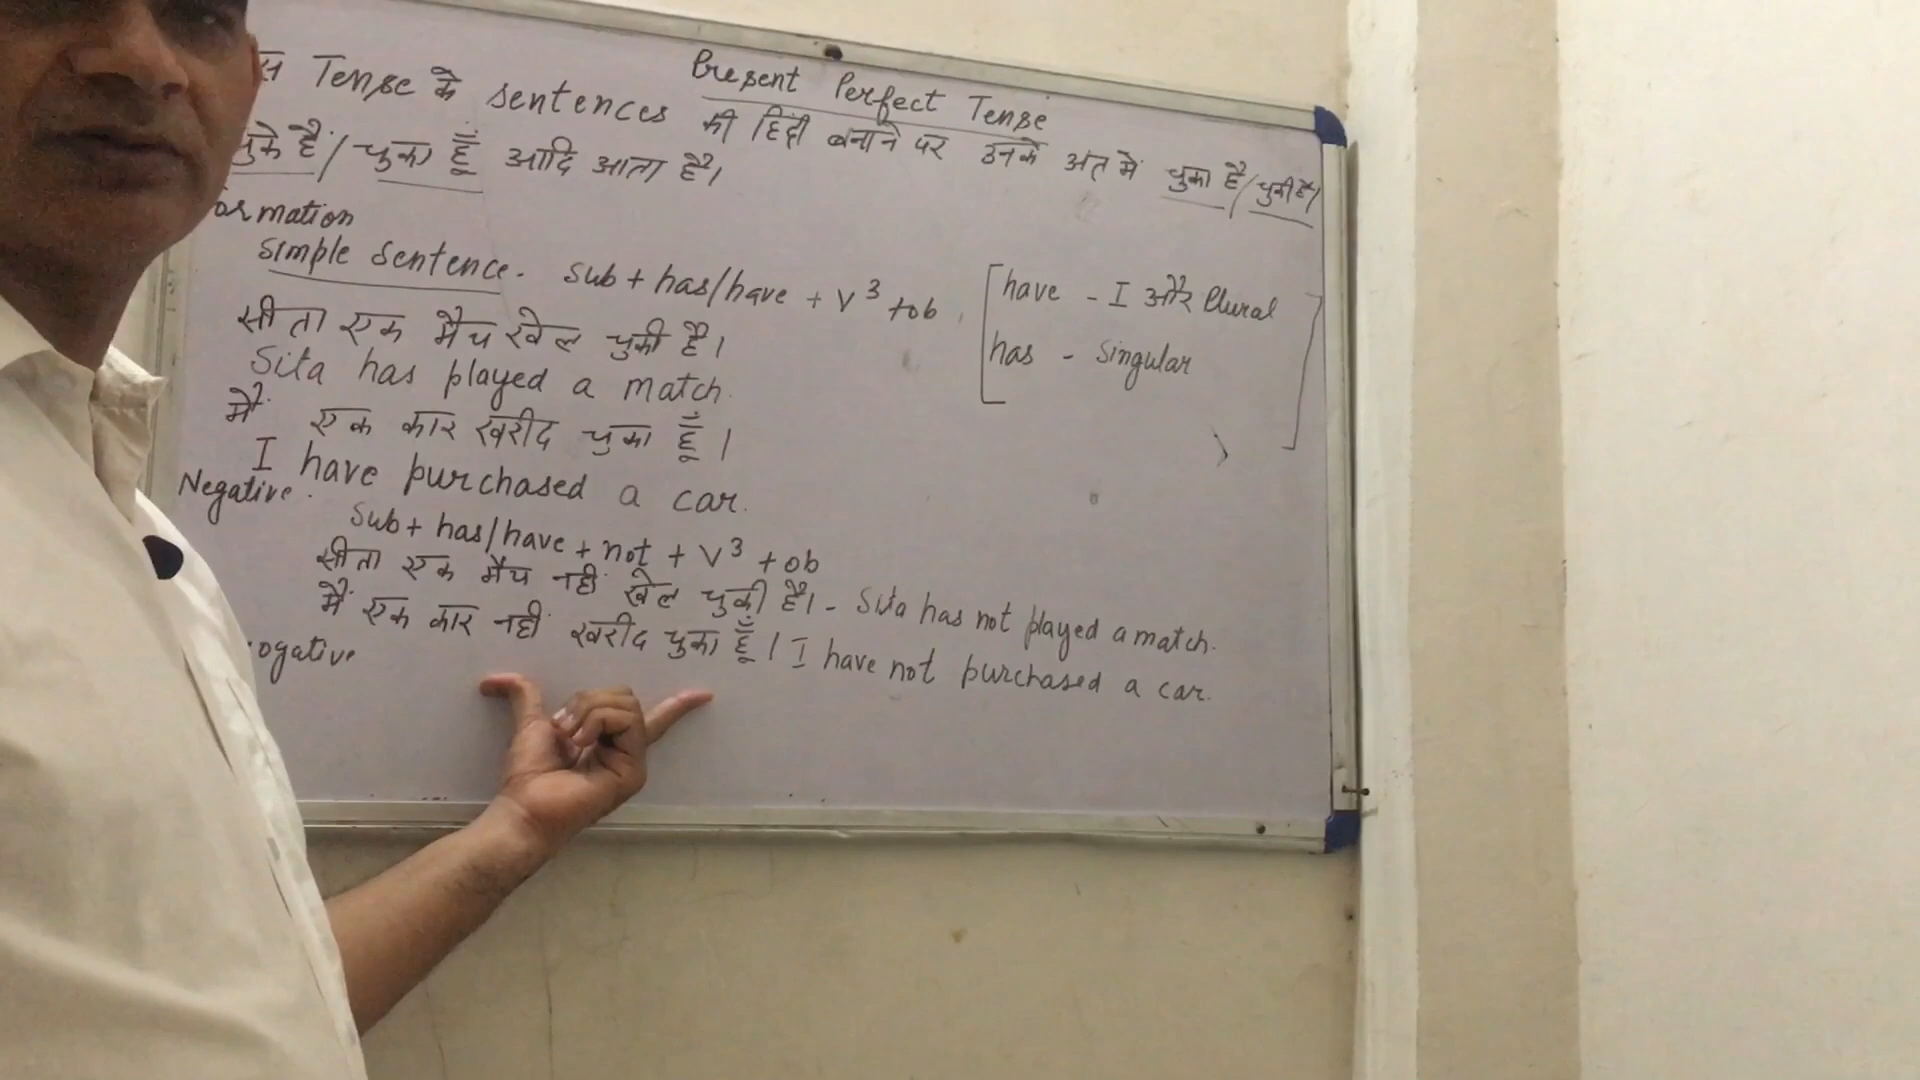 Present Perfect Tense
Tense के sentences की हिंदी बनाने पर उनके अंत में चुका है/चुकी है।
चुके हैं/चुका हूँ आदि आता है।
ormation
Simple Sentence. Sub + has/have + V3 + ob
have - I और Plural
has - Singular
सीता एक मैच खेल चुकी है।
Sita has played a match.
मैं एक कार खरीद चुका हूँ।
I have purchased a car.
Negative.
Sub + has/have + not + V3 + ob
सीता एक मैच नहीं खेल चुकी है। - Sita has not played a match.
मैं एक कार नहीं खरीद चुका हूँ। I have not purchased a car.
ogative